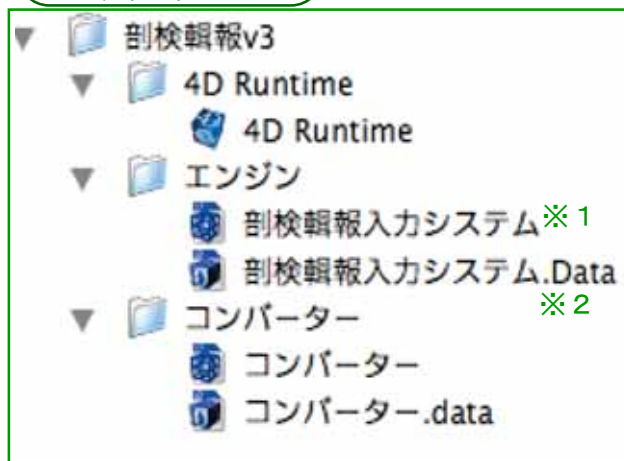 剖検輯報v3
4D Runtime
4D Runtime
エンジン
剖検輯報入力システム※1
剖検輯報入力システム.Data
※2
コンバーター
コンバーター
コンバーター.data